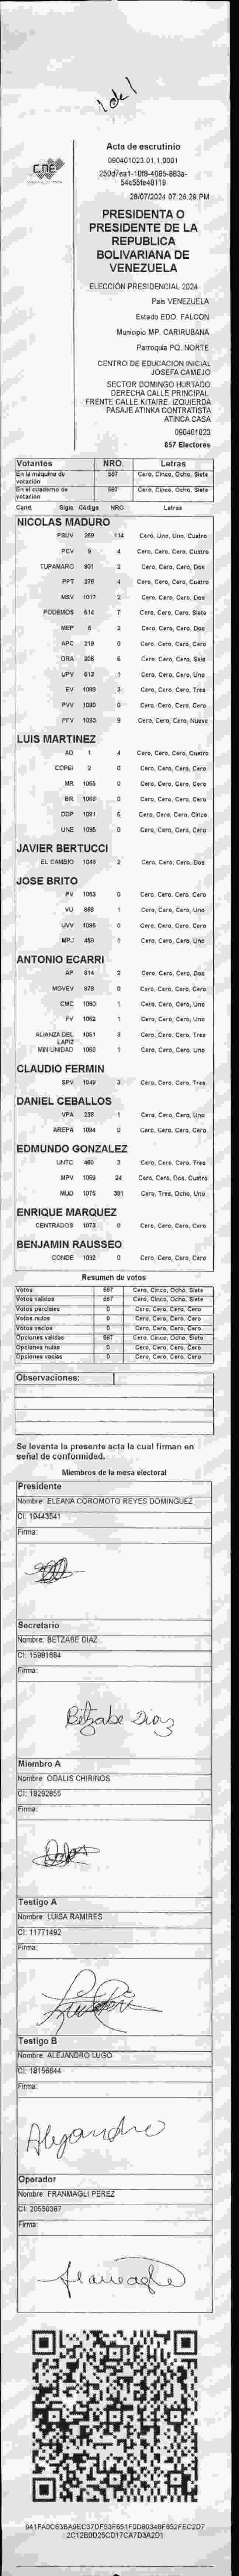 1 de 1
CNE
Acta de escrutinio
090401023.01.1.0001
250d7ea1-10f8-4085-883a-
54c55fe48119
28/07/2024 07:26:29 PM
PRESIDENTA O
PRESIDENTE DE LA
REPUBLICA
BOLIVARIANA DE
VENEZUELA
ELECCIÓN PRESIDENCIAL 2024
Pais VENEZUELA
Estado EDO. FALCON
Municipio MP. CARIRUBANA
Parroquia PQ. NORTE
CENTRO DE EDUCACION INICIAL
JOSEFA CAMEJO
SECTOR DOMINGO HURTADO
DERECHA CALLE PRINCIPAL.
FRENTE CALLE KITAIRE. IZQUIERDA
PASAJE ATINKA CONTRATISTA
ATINCA CASA
090401023
857 Electores
Votantes NRO. Letras
En la máquina de votación 587 Cero, Cinco, Ocho, Siete
En el cuaderno de votación 587 Cero, Cinco, Ocho, Siete
Cand. Sigla Código NRO. Letras
NICOLAS MADURO
PSUV 269 114 Cero, Uno, Uno, Cuatro
PCV 9 4 Cero, Cero, Cero, Cuatro
TUPAMARO 931 2 Cero, Cero, Cero, Dos
PPT 276 4 Cero, Cero, Cero, Cuatro
MSV 1017 2 Cero, Cero, Cero, Dos
PODEMOS 514 7 Cero, Cero, Cero, Siete
MEP 6 2 Cero, Cero, Cero, Dos
APC 219 0 Cero, Cero, Cero, Cero
ORA 906 6 Cero, Cero, Cero, Seis
UPV 613 1 Cero, Cero, Cero, Uno
EV 1089 3 Cero, Cero, Cero, Tres
PVV 1090 0 Cero, Cero, Cero, Cero
PFV 1093 9 Cero, Cero, Cero, Nueve
LUIS MARTINEZ
AD 1 4 Cero, Cero, Cero, Cuatro
COPEI 2 0 Cero, Cero, Cero, Cero
MR 1065 0 Cero, Cero, Cero, Cero
BR 1066 0 Cero, Cero, Cero, Cero
DDP 1091 5 Cero, Cero, Cero, Cinco
UNE 1095 0 Cero, Cero, Cero, Cero
JAVIER BERTUCCI
EL CAMBIO 1048 2 Cero, Cero, Cero, Dos
JOSE BRITO
PV 1053 0 Cero, Cero, Cero, Cero
VU 888 1 Cero, Cero, Cero, Uno
UVV 1096 0 Cero, Cero, Cero, Cero
MPJ 458 1 Cero, Cero, Cero, Uno
ANTONIO ECARRI
AP 814 2 Cero, Cero, Cero, Dos
MOVEV 978 0 Cero, Cero, Cero, Cero
CMC 1050 1 Cero, Cero, Cero, Uno
FV 1062 1 Cero, Cero, Cero, Uno
ALIANZA DEL LAPIZ 1051 3 Cero, Cero, Cero, Tres
MIN UNIDAD 1060 1 Cero, Cero, Cero, Uno
CLAUDIO FERMIN
SPV 1049 3 Cero, Cero, Cero, Tres
DANIEL CEBALLOS
VPA 238 1 Cero, Cero, Cero, Uno
AREPA 1094 0 Cero, Cero, Cero, Cero
EDMUNDO GONZALEZ
UNTC 460 3 Cero, Cero, Cero, Tres
MPV 1059 24 Cero, Cero, Dos, Cuatro
MUD 1075 381 Cero, Tres, Ocho, Uno
ENRIQUE MARQUEZ
CENTRADOS 1073 0 Cero, Cero, Cero, Cero
BENJAMIN RAUSSEO
CONDE 1092 0 Cero, Cero, Cero, Cero
Resumen de votos
Votos 587 Cero, Cinco, Ocho, Siete
Votos validos 587 Cero, Cinco, Ocho, Siete
Votos parciales 0 Cero, Cero, Cero, Cero
Votos nulos 0 Cero, Cero, Cero, Cero
Votos vacios 0 Cero, Cero, Cero, Cero
Opciones validas 587 Cero, Cinco, Ocho, Siete
Opciones nulas 0 Cero, Cero, Cero, Cero
Opciones vacias 0 Cero, Cero, Cero, Cero
Observaciones:
Se levanta la presente acta la cual firman en
señal de conformidad.
Miembros de la mesa electoral
Presidente
Nombre: ELEANA COROMOTO REYES DOMINGUEZ
CI: 19443541
Firma:
Secretario
Nombre: BETZABE DIAZ
CI: 15981684
Firma:
Betzabe Diaz
Miembro A
Nombre: ODALIS CHIRINOS
CI: 18292855
Firma:
Testigo A
Nombre: LUISA RAMIRES
CI: 11771492
Firma:
Testigo B
Nombre: ALEJANDRO LUGO
CI: 18156644
Firma:
Alejandro
Operador
Nombre: FRANMAGLI PEREZ
CI: 20550387
Firma:
941FA0C63BA9EC37DF53F651F0D80348F652FEC2D7
2C12B0D25CD17CA7D3A2D1